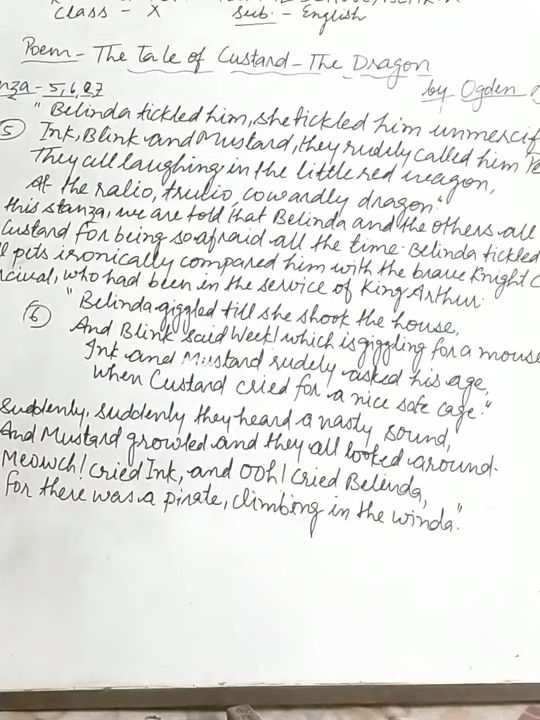 Class - X Sub. - English
Poem - The Tale of Custard - The Dragon
Stanza - 5, 6, & 7 by Ogden
"Belinda tickled him, she tickled him unmercif
5 Ink, Blink and Mustard, they rudely called him Pe
They all laughing in the little red weagon,
At the ralio, trucio, cowardly dragon."
this stanza, we are told that Belinda and the others all
Custard for being so afraid all the time. Belinda tickled
ll pets ironically compared him with the brave Knight C
rcival, who had been in the service of King Arthur.
"Belinda giggled till she shook the house,
6 And Blink said Week! which is giggling for a mouse
Ink and Mustard rudely asked his age,
When Custard cried for a nice safe cage."
Suddenly, suddenly they heard a nasty sound,
And Mustard growled and they all looked around.
Meowch! cried Ink, and Ooh! cried Belinda,
For there was a pirate, climbing in the winda."